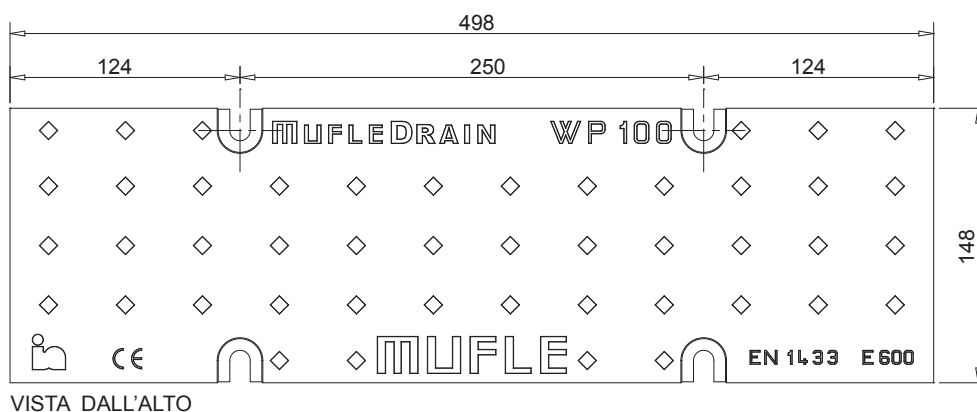 498
124 250 124
MUFLEDRAIN WP 100
148
CE MUFLE EN 1433 E600
VISTA DALL'ALTO